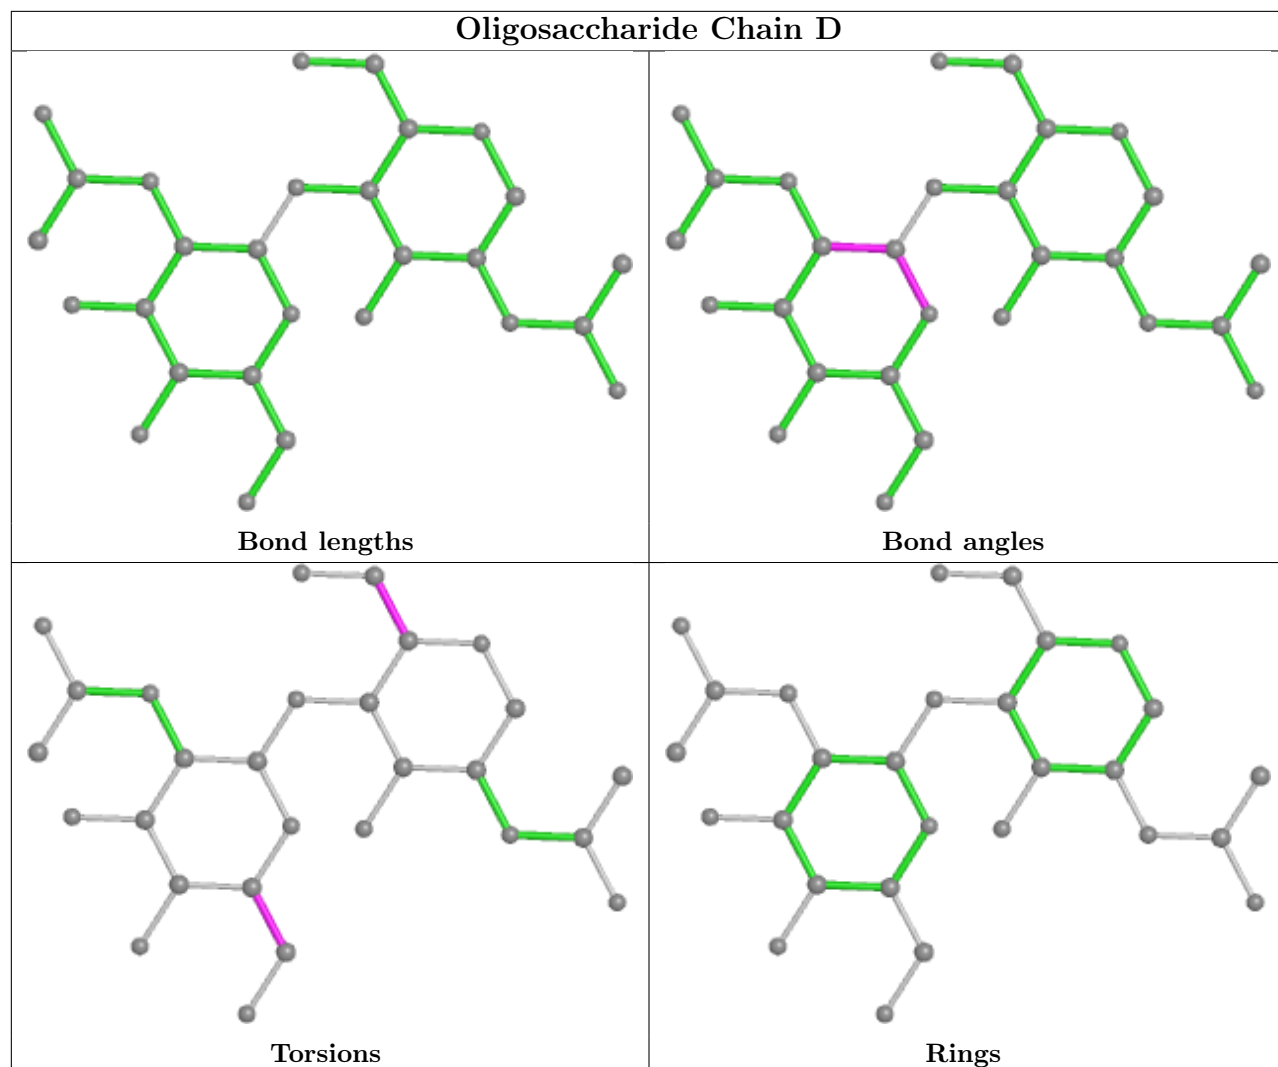 Oligosaccharide Chain D
Bond lengths
Bond angles
Torsions
Rings